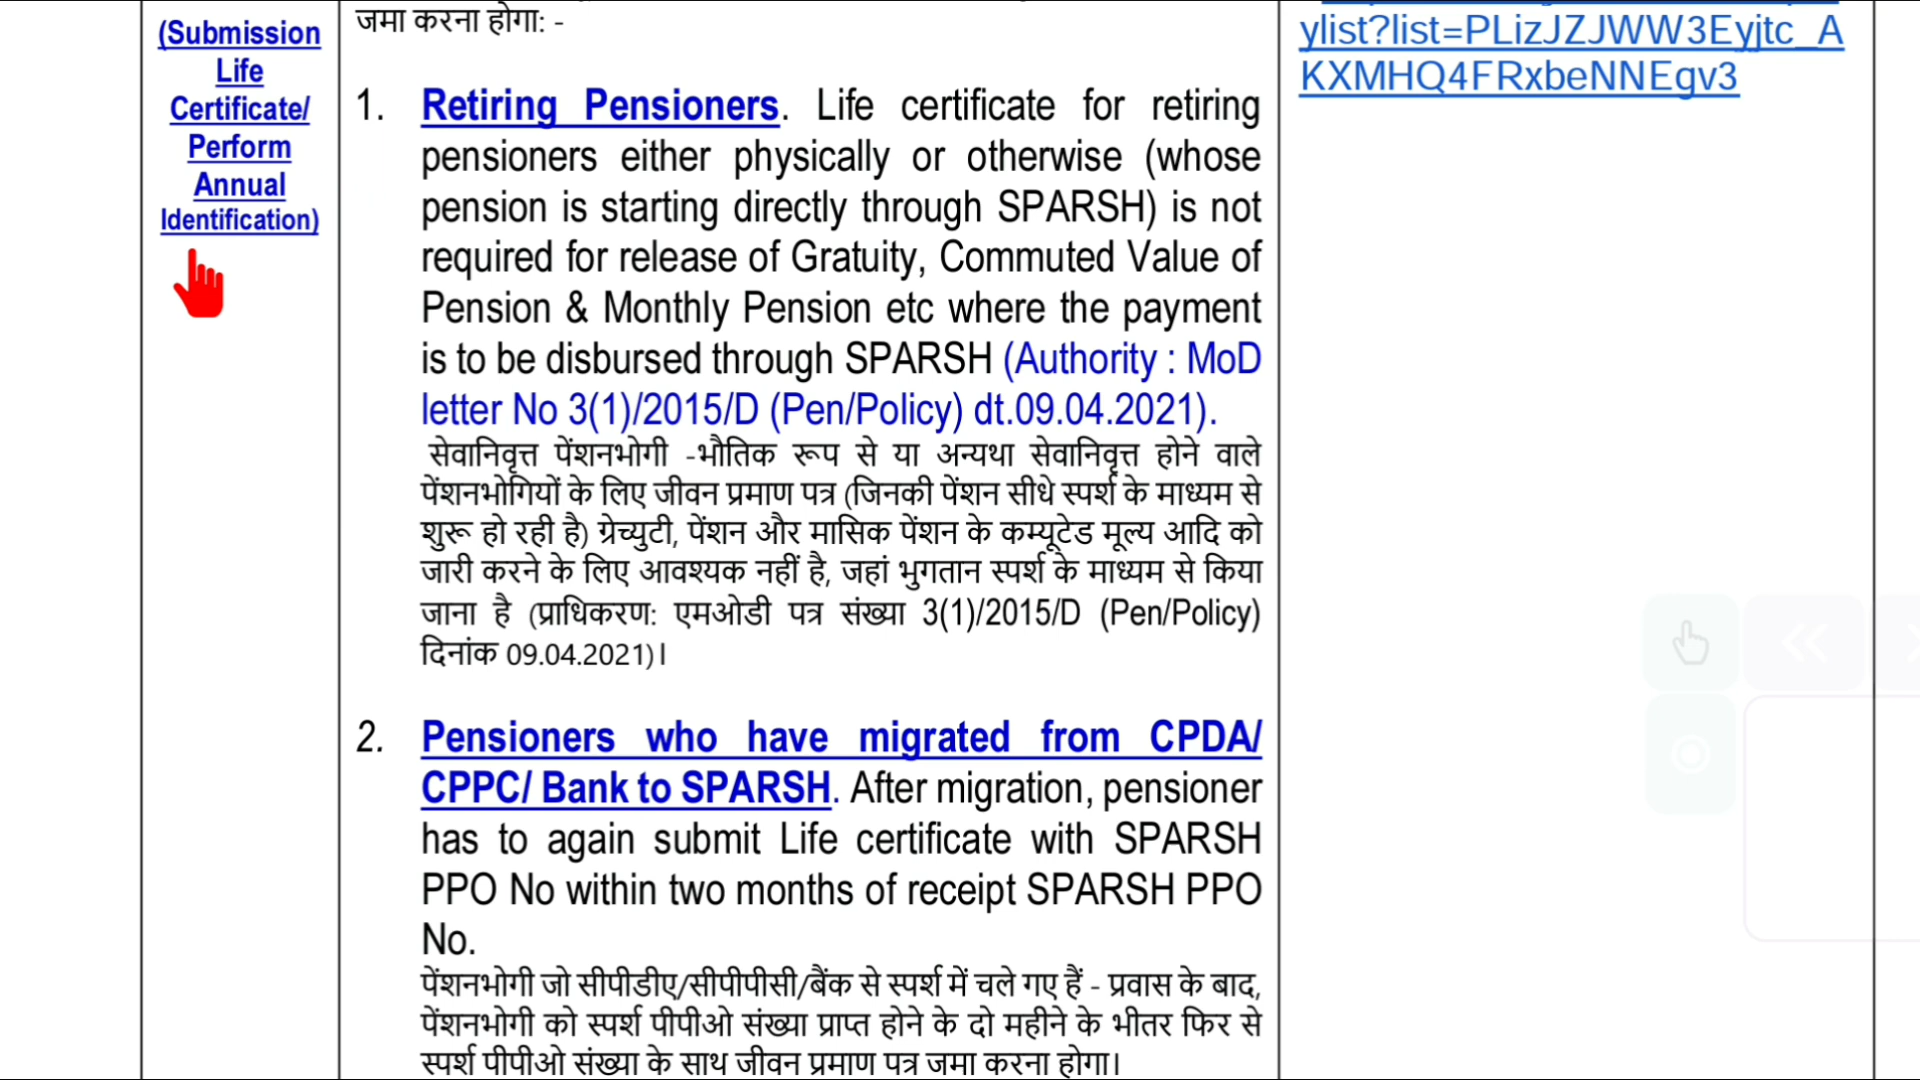 (Submission
Life
Certificate/
Perform
Annual
Identification)
जमा करना होगा: -
1. Retiring Pensioners. Life certificate for retiring
pensioners either physically or otherwise (whose
pension is starting directly through SPARSH) is not
required for release of Gratuity, Commuted Value of
Pension & Monthly Pension etc where the payment
is to be disbursed through SPARSH (Authority : MoD
letter No 3(1)/2015/D (Pen/Policy) dt.09.04.2021).
सेवानिवृत्त पेंशनभोगी -भौतिक रूप से या अन्यथा सेवानिवृत्त होने वाले
पेंशनभोगियों के लिए जीवन प्रमाण पत्र (जिनकी पेंशन सीधे स्पर्श के माध्यम से
शुरू हो रही है) ग्रेच्युटी, पेंशन और मासिक पेंशन के कम्यूटेड मूल्य आदि को
जारी करने के लिए आवश्यक नहीं है, जहां भुगतान स्पर्श के माध्यम से किया
जाना है (प्राधिकरण: एमओडी पत्र संख्या 3(1)/2015/D (Pen/Policy)
दिनांक 09.04.2021)।
2. Pensioners who have migrated from CPDA/
CPPC/ Bank to SPARSH. After migration, pensioner
has to again submit Life certificate with SPARSH
PPO No within two months of receipt SPARSH PPO
No.
पेंशनभोगी जो सीपीडीए/सीपीपीसी/बैंक से स्पर्श में चले गए हैं - प्रवास के बाद,
पेंशनभोगी को स्पर्श पीपीओ संख्या प्राप्त होने के दो महीने के भीतर फिर से
स्पर्श पीपीओ संख्या के साथ जीवन प्रमाण पत्र जमा करना होगा।
ylist?list=PLizJZJWW3Eyjtc_A
KXMHQ4FRxbeNNEgv3